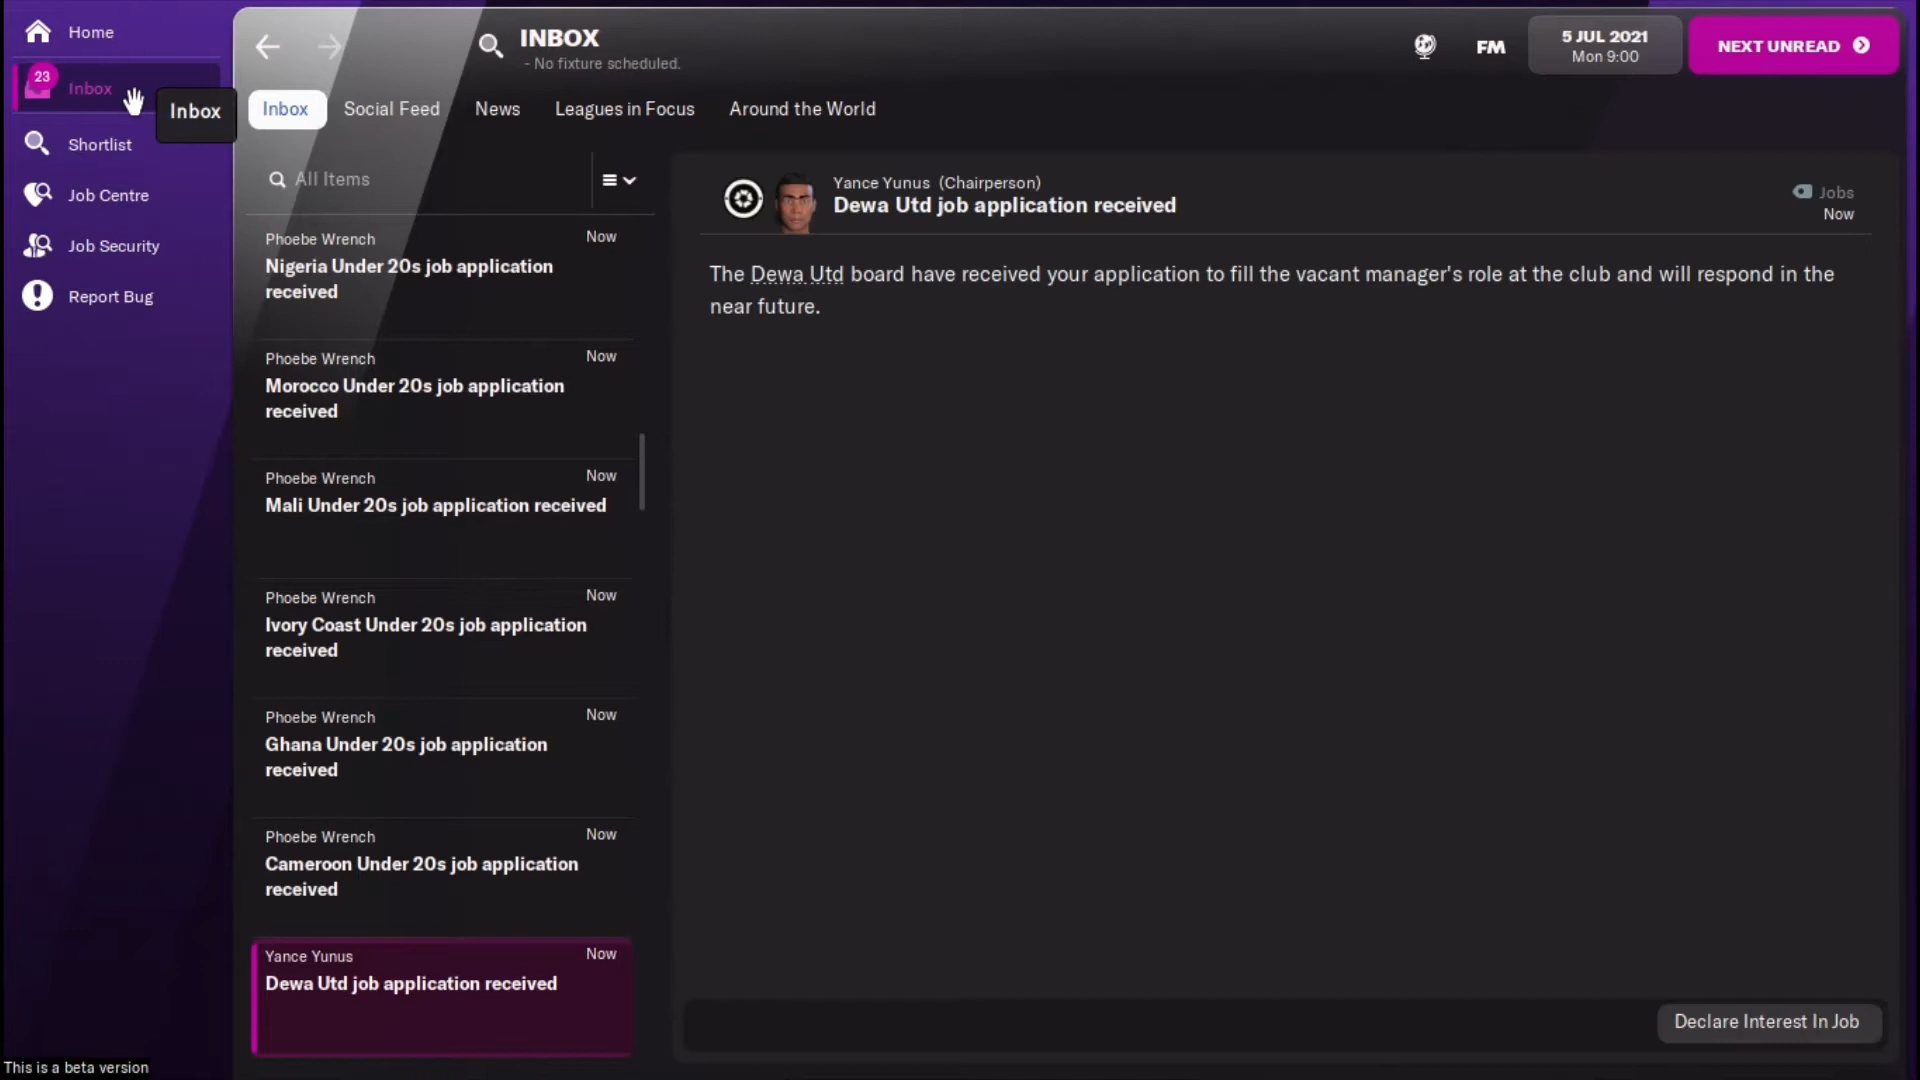 Home
23
Inbox
Inbox
Shortlist
Job Centre
Job Security
Report Bug
INBOX
- No fixture scheduled.
FM
5 JUL 2021
Mon 9:00
NEXT UNREAD
Inbox
Social Feed
News
Leagues in Focus
Around the World
All Items
Phoebe Wrench
Now
Nigeria Under 20s job application
received
Phoebe Wrench
Now
Morocco Under 20s job application
received
Phoebe Wrench
Now
Mali Under 20s job application received
Phoebe Wrench
Now
Ivory Coast Under 20s job application
received
Phoebe Wrench
Now
Ghana Under 20s job application
received
Phoebe Wrench
Now
Cameroon Under 20s job application
received
Yance Yunus
Now
Dewa Utd job application received
Yance Yunus (Chairperson)
Dewa Utd job application received
Jobs
Now
The Dewa Utd board have received your application to fill the vacant manager's role at the club and will respond in the
near future.
Declare Interest In Job
This is a beta version